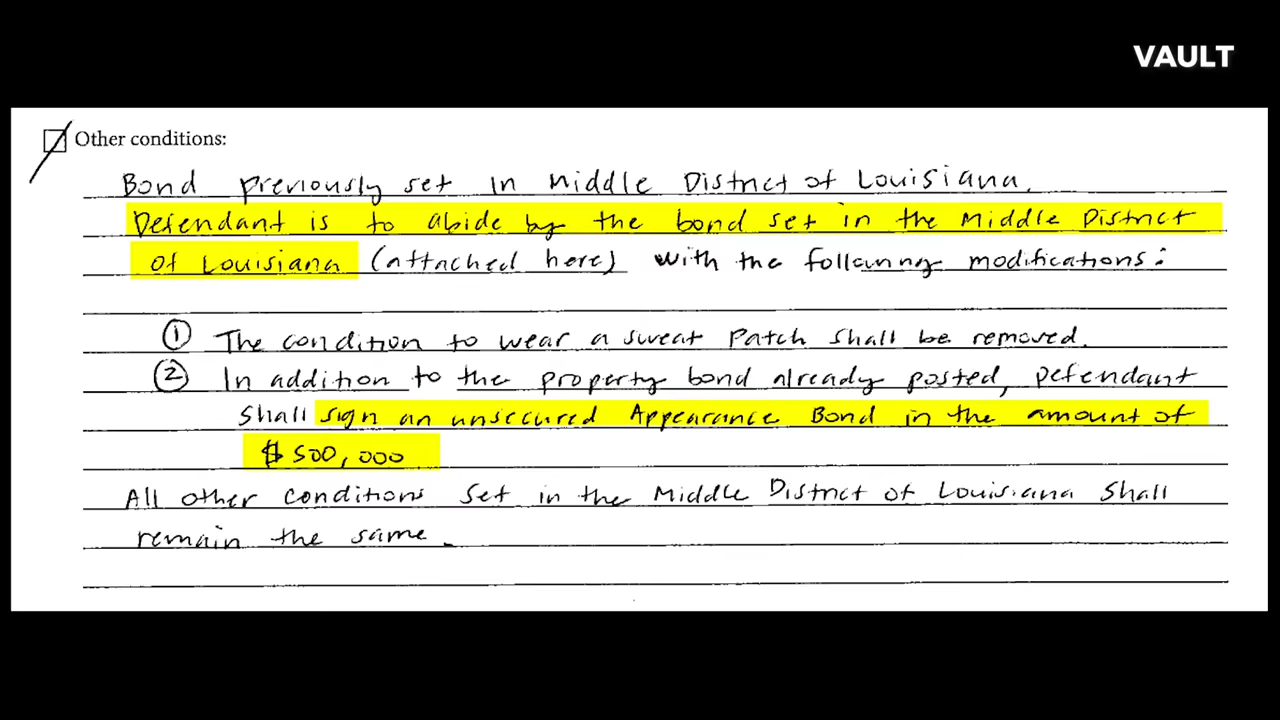 VAULT
Other conditions:
Bond previously set in Middle District of Louisiana.
Defendant is to abide by the bond set in the Middle District
of Louisiana (attached here) with the following modifications:
① The condition to wear a sweat patch shall be removed.
② In addition to the property bond already posted, Defendant
shall sign an unsecured Appearance Bond in the amount of
$500,000
All other conditions set in the Middle District of Louisiana shall
remain the same.